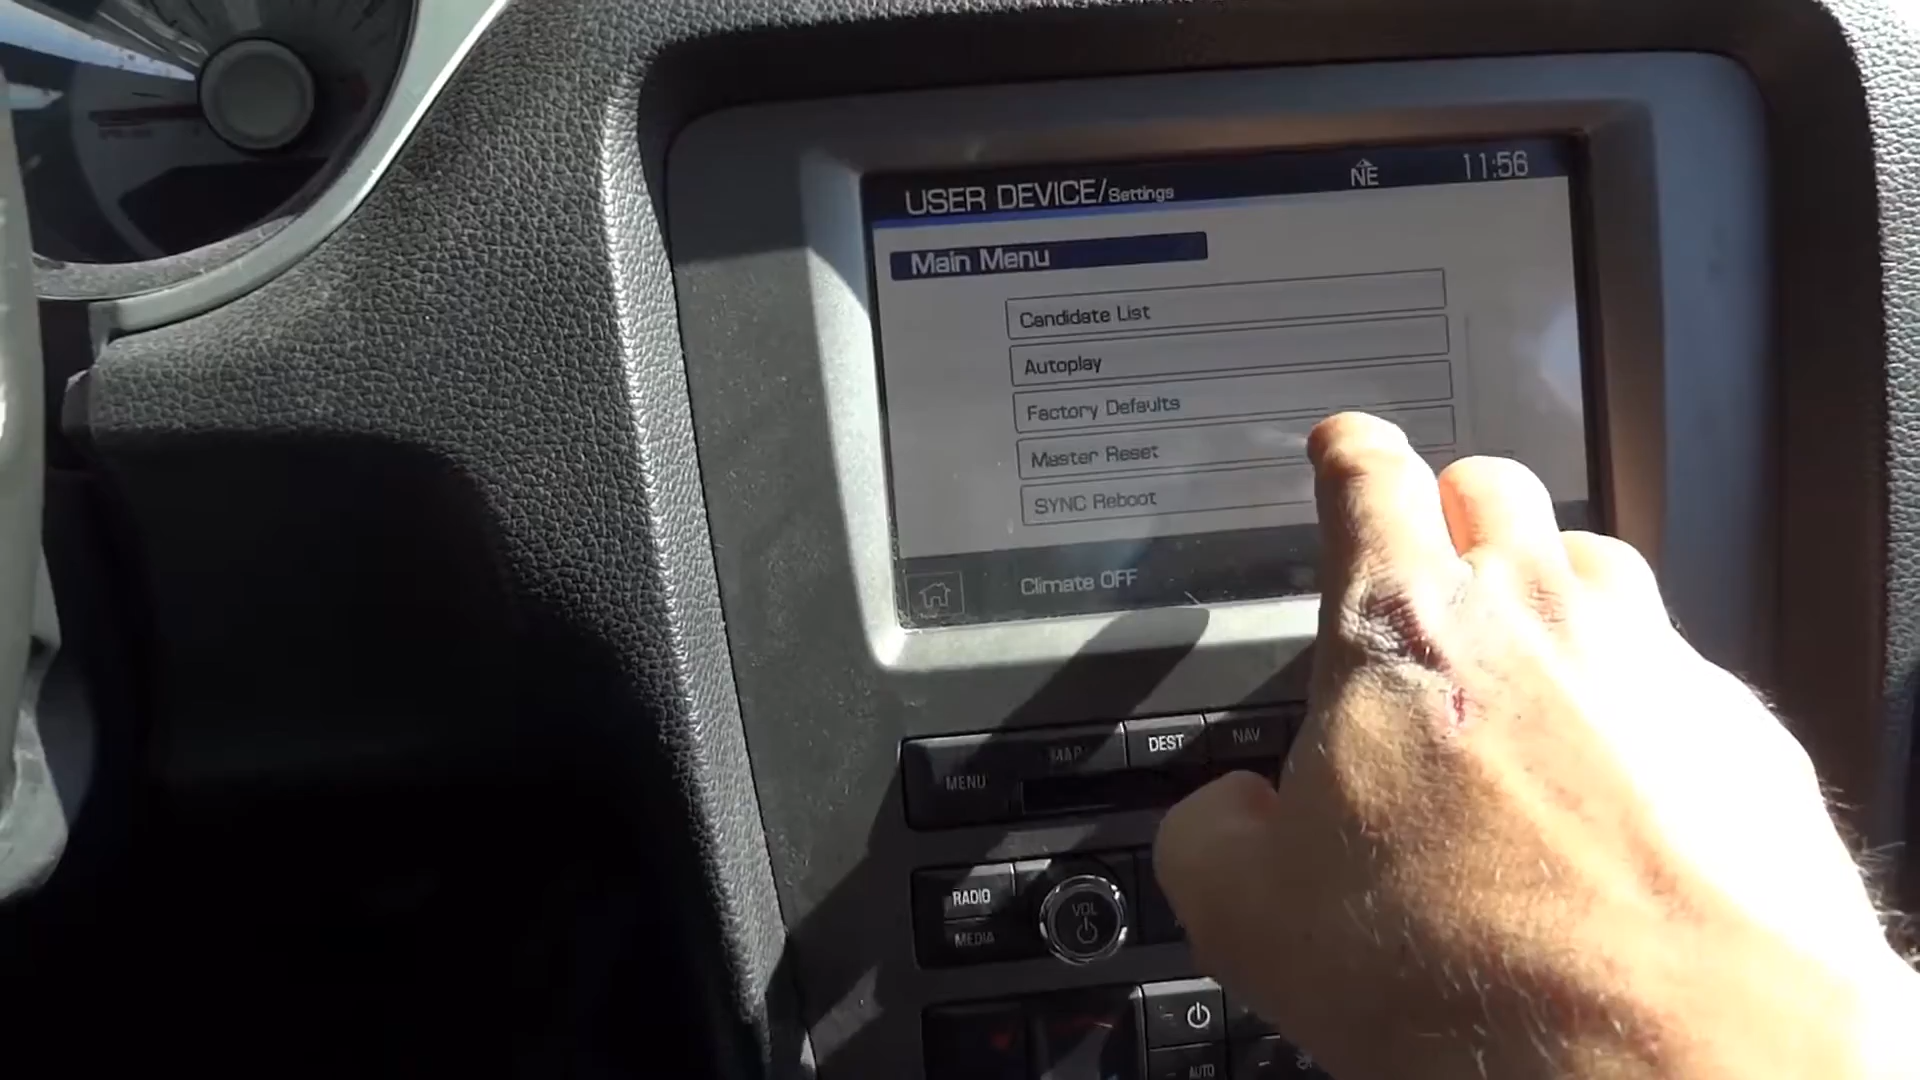 USER DEVICE/Settings
NE
11:56
Main Menu
Candidate List
Autoplay
Factory Defaults
Master Reset
SYNC Reboot
Climate OFF
MAP
DEST
NAV
MENU
RADIO
VOL
MEDIA
AUTO